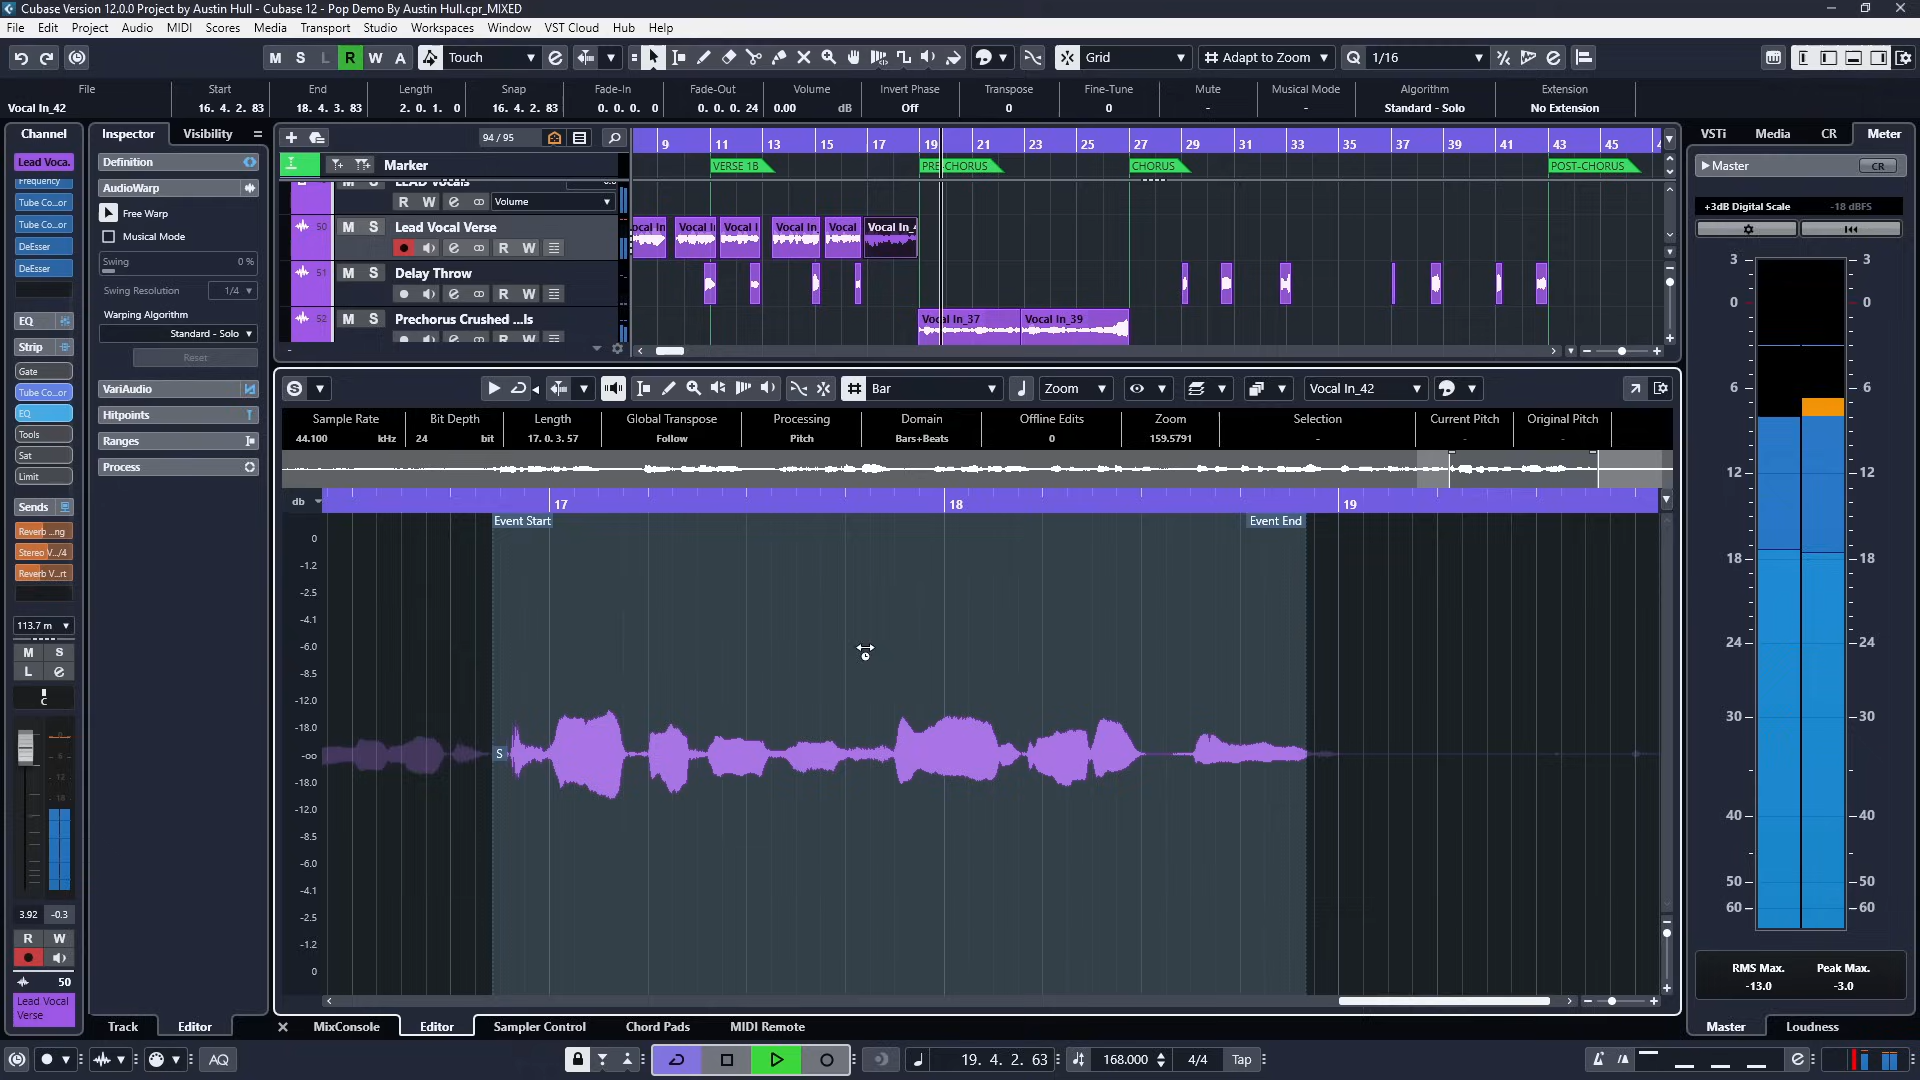 Cubase Version 12.0.0 Project by Austin Hull - Cubase 12 - Pop Demo By Austin Hull.cpr_MIXED
File Edit Project Audio MIDI Scores Media Transport Studio Workspaces Window VST Cloud Hub Help
M S L R W A Touch Grid Adapt to Zoom Q 1/16
File Start End Length Snap Fade-In Fade-Out Volume Invert Phase Transpose Fine-Tune Mute Musical Mode Algorithm Extension
Vocal In_42 16. 4. 2. 83 18. 4. 3. 83 2. 0. 1. 0 16. 4. 2. 83 0. 0. 0. 0 0. 0. 0. 24 0.00 dB Off 0 0 - - Standard - Solo No Extension
Channel Inspector Visibility 94 / 95 9 11 13 15 17 19 21 23 25 27 29 31 33 35 37 39 41 43 45 VSTi Media CR Meter
Lead Voca. Definition Marker VERSE 1B PRE-CHORUS CHORUS POST-CHORUS Master CR
Frequency AudioWarp M S LEAD Vocals
Tube Co...or Free Warp R W Volume +3dB Digital Scale -18 dBFS
Tube Co...or Musical Mode 50 M S Lead Vocal Verse Vocal In_4
DeEsser R W
DeEsser Swing 0 % 51 M S Delay Throw
Swing Resolution 1/4 R W
EQ Warping Algorithm 52 M S Prechorus Crushed ...ls Vocal In_37 Vocal In_39
Strip Standard - Solo
Gate Reset
Tube Co...or VariAudio S Bar Zoom Vocal In_42
EQ Hitpoints Sample Rate Bit Depth Length Global Transpose Processing Domain Offline Edits Zoom Selection Current Pitch Original Pitch
Tools Ranges 44.100 kHz 24 bit 17. 0. 3. 57 Follow Pitch Bars+Beats 0 159.5791 - - -
Sat Process
Limit
Sends db 17 18 19
Reverb ...ng Event Start Event End
Stereo V.../4
Reverb V...rt
0
-1.2
-2.5
-4.1
-6.0
-8.5
-12.0
-18.0
-oo
-18.0
-12.0
-8.5
-6.0
-4.1
-2.5
-1.2
0
S
113.7 m
M S
L e
C
3.92 -0.3
R W
50
Lead Vocal
Verse
3 3
0 0
6 6
12 12
18 18
24 24
30 30
40 40
50 50
60 60
RMS Max. Peak Max.
-13.0 -3.0
Track Editor MixConsole Editor Sampler Control Chord Pads MIDI Remote Master Loudness
AQ 19. 4. 2. 63 168.000 4/4 Tap